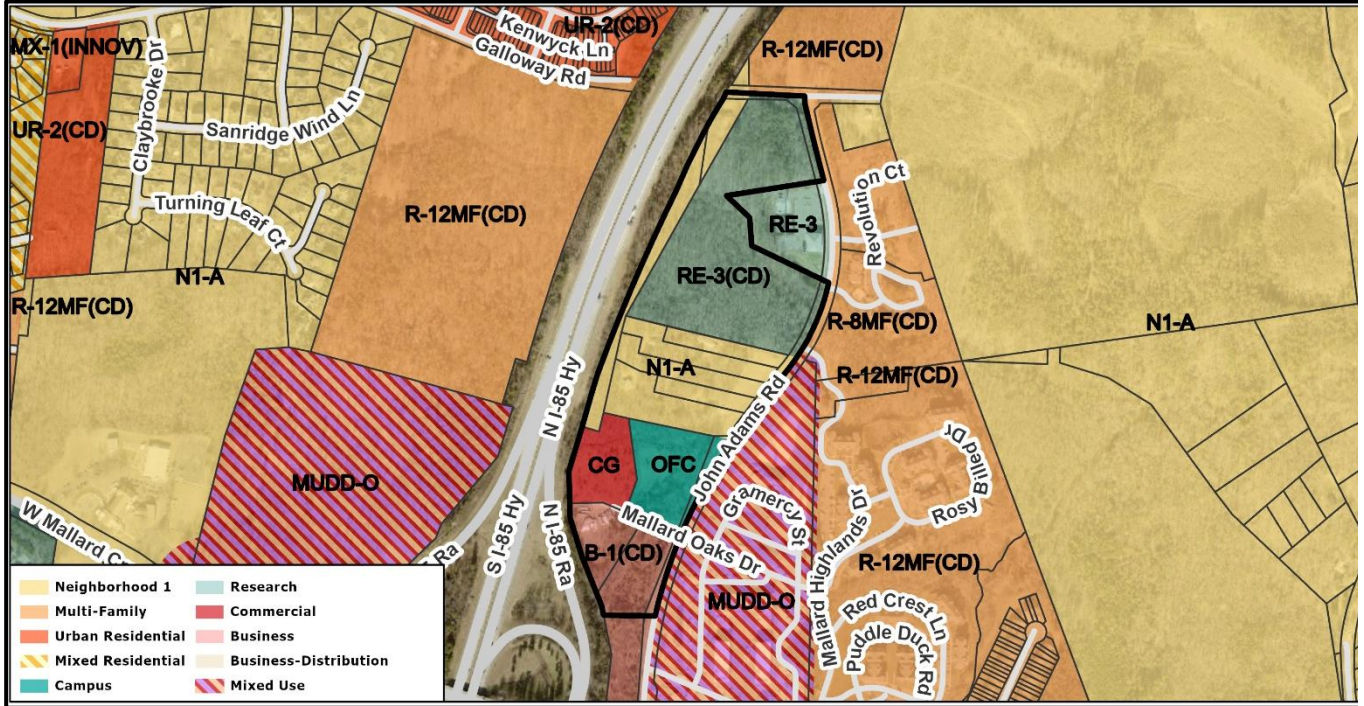 Kenwyck Ln
UR-2(CD)
MX-1(INNOV)
Claybrooke Dr
Galloway Rd
R-12MF(CD)
UR-2(CD)
Sanridge Wind Ln
Revolution Ct
Turning Leaf Ct
R-12MF(CD)
RE-3
N1-A
RE-3(CD)
R-12MF(CD)
R-8MF(CD)
N1-A
N1-A
R-12MF(CD)
N I-85 Hy
John Adams Rd
CG
OFC
MUDD-O
Rosy Billed Dr
Gramercy St
W Mallard C
S I-85 Hy
N I-85 Ra
Mallard Oaks Dr
Ra
B-1(CD)
Mallard Highlands Dr
R-12MF(CD)
MUDD-O
Red Crest Ln
Puddle Duck Rd
Neighborhood 1
Research
Multi-Family
Commercial
Urban Residential
Business
Mixed Residential
Business-Distribution
Campus
Mixed Use